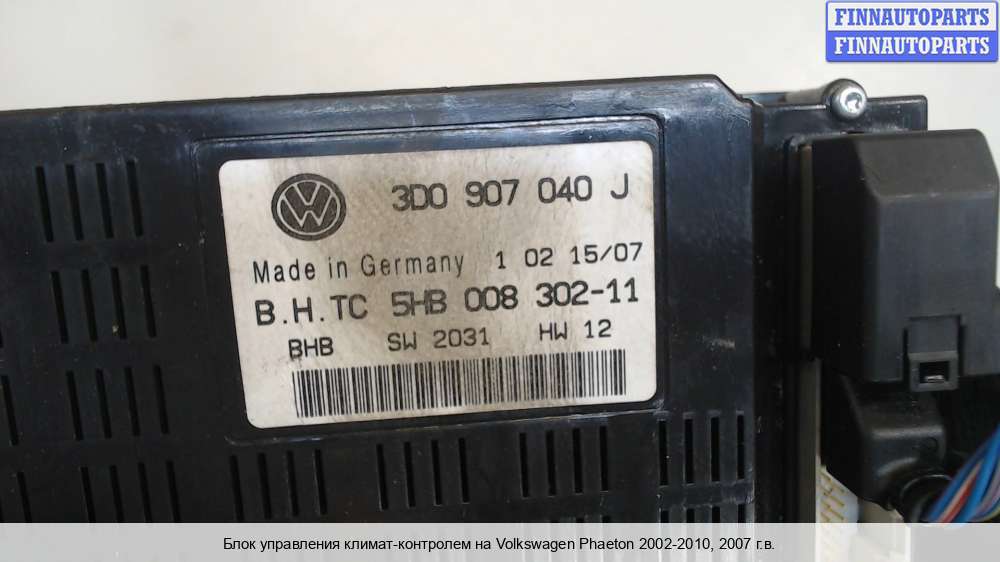 FINNAUTOPARTS
FINNAUTOPARTS
3D0 907 040 J
Made in Germany 1 02 15/07
B.H.TC 5HB 008 302-11
BHB SW 2031 HW 12
Блок управления климат-контролем на Volkswagen Phaeton 2002-2010, 2007 г.в.